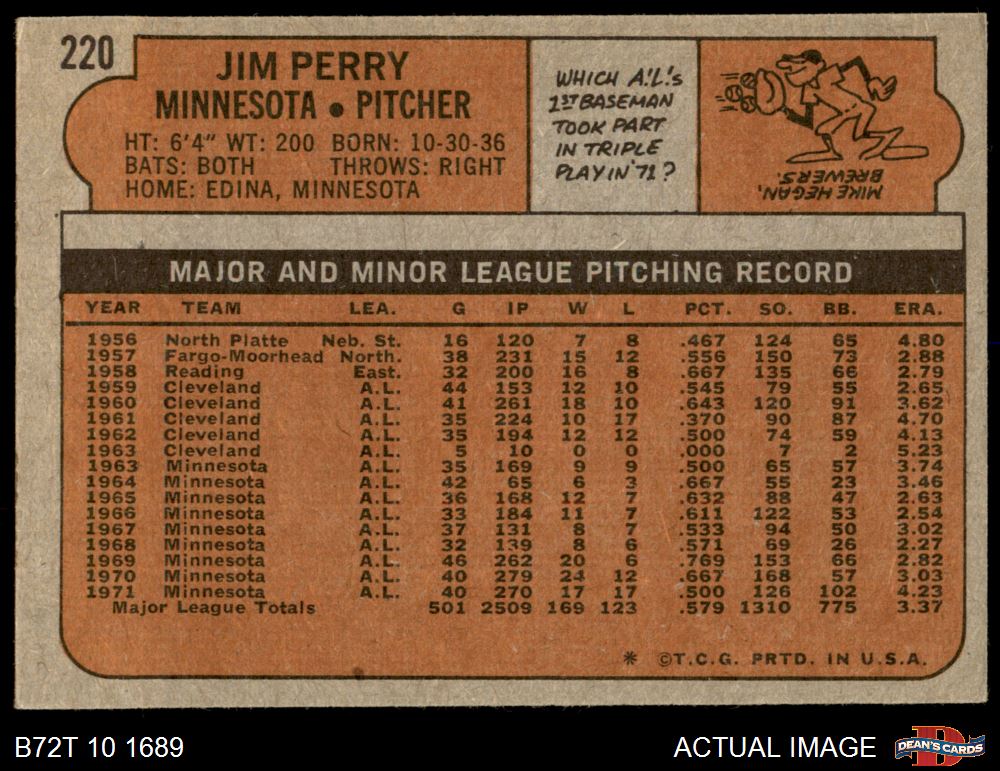 220
JIM PERRY
MINNESOTA • PITCHER
HT: 6'4" WT: 200 BORN: 10-30-36
BATS: BOTH THROWS: RIGHT
HOME: EDINA, MINNESOTA
WHICH A.L.'s
1ST BASEMAN
TOOK PART
IN TRIPLE
PLAY IN '71?
MIKE HEGAN,
BREWERS.
MAJOR AND MINOR LEAGUE PITCHING RECORD
YEAR TEAM LEA. G IP W L PCT. SO. BB. ERA.
1956 North Platte Neb. St. 16 120 7 8 .467 124 65 4.80
1957 Fargo-Moorhead North. 38 231 15 12 .556 150 73 2.88
1958 Reading East. 32 200 16 8 .667 135 66 2.79
1959 Cleveland A.L. 44 153 12 10 .545 79 55 2.65
1960 Cleveland A.L. 41 261 18 10 .643 120 91 3.62
1961 Cleveland A.L. 35 224 10 17 .370 90 87 4.70
1962 Cleveland A.L. 35 194 12 12 .500 74 59 4.13
1963 Cleveland A.L. 5 10 0 0 .000 7 2 5.23
1963 Minnesota A.L. 35 169 9 9 .500 65 57 3.74
1964 Minnesota A.L. 42 65 6 3 .667 55 23 3.46
1965 Minnesota A.L. 36 168 12 7 .632 88 47 2.63
1966 Minnesota A.L. 33 184 11 7 .611 122 53 2.54
1967 Minnesota A.L. 37 131 8 7 .533 94 50 3.02
1968 Minnesota A.L. 32 139 8 6 .571 69 26 2.27
1969 Minnesota A.L. 46 262 20 6 .769 153 66 2.82
1970 Minnesota A.L. 40 279 24 12 .667 168 57 3.03
1971 Minnesota A.L. 40 270 17 17 .500 126 102 4.23
Major League Totals 501 2509 169 123 .579 1310 775 3.37
* ©T.C.G. PRTD. IN U.S.A.
B72T 10 1689
ACTUAL IMAGE
DEAN'S CARDS